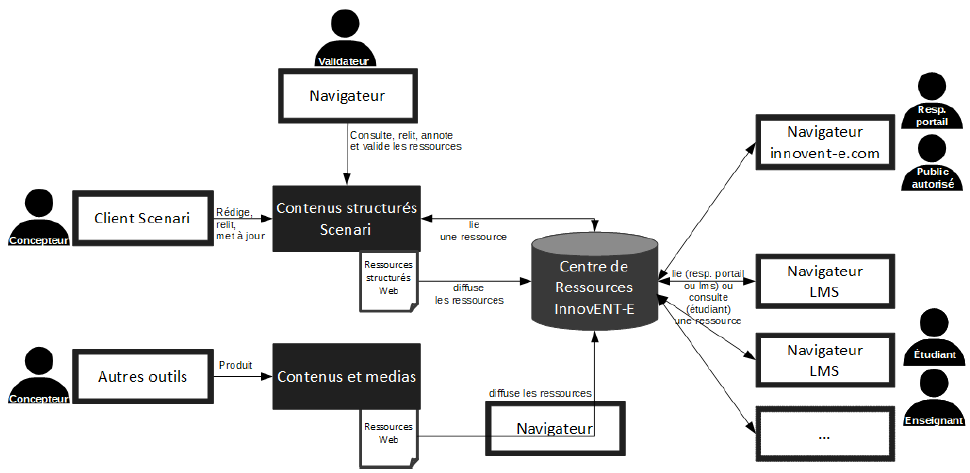 Validateur
Navigateur
Consulte, relit, annote
et valide les ressources
Resp.
portail
Navigateur
innovent-e.com
Public
autorisé
Concepteur
Client Scenari
Rédige,
relit,
met à jour
Contenus structurés
Scenari
lie
une ressource
Ressources
structurés
Web
diffuse
les ressources
Centre de
Ressources
InnovENT-E
lie (resp. portail
ou lms) ou
consulte
(étudiant)
une ressource
Navigateur
LMS
Navigateur
LMS
Étudiant
Enseignant
...
Concepteur
Autres outils
Produit
Contenus et medias
Ressources
Web
diffuse les ressources
Navigateur